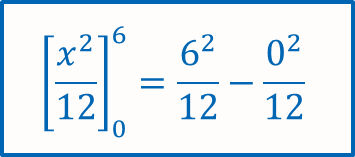 [x²/12]₀⁶ = 6²/12 − 0²/12